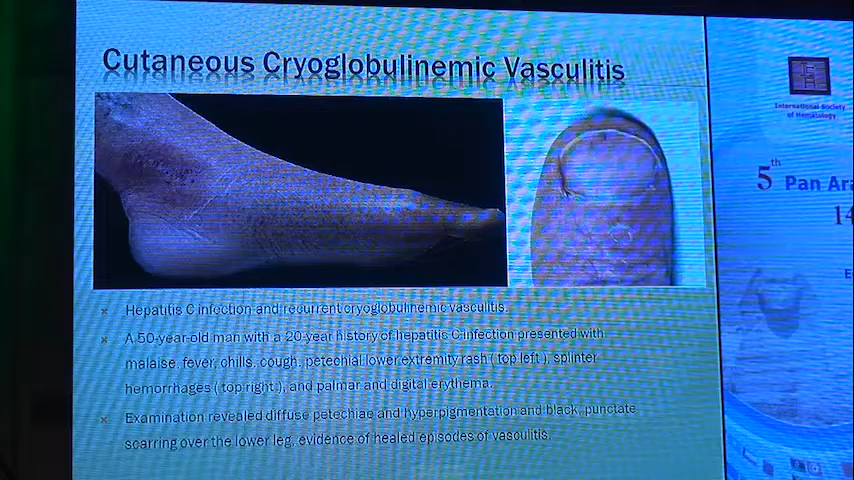 Cutaneous Cryoglobulinemic Vasculitis
Hepatitis C infection and recurrent cryoglobulinemic vasculitis.
A 50-year-old man with a 20-year history of hepatitis C infection presented with
malaise, fever, chills, cough, petechial lower extremity rash ( top left ), splinter
hemorrhages ( top right ), and palmar and digital erythema.
Examination revealed diffuse petechiae and hyperpigmentation and black, punctate
scarring over the lower leg, evidence of healed episodes of vasculitis.
International Society
of Hematology
5th Pan Ara
14
E